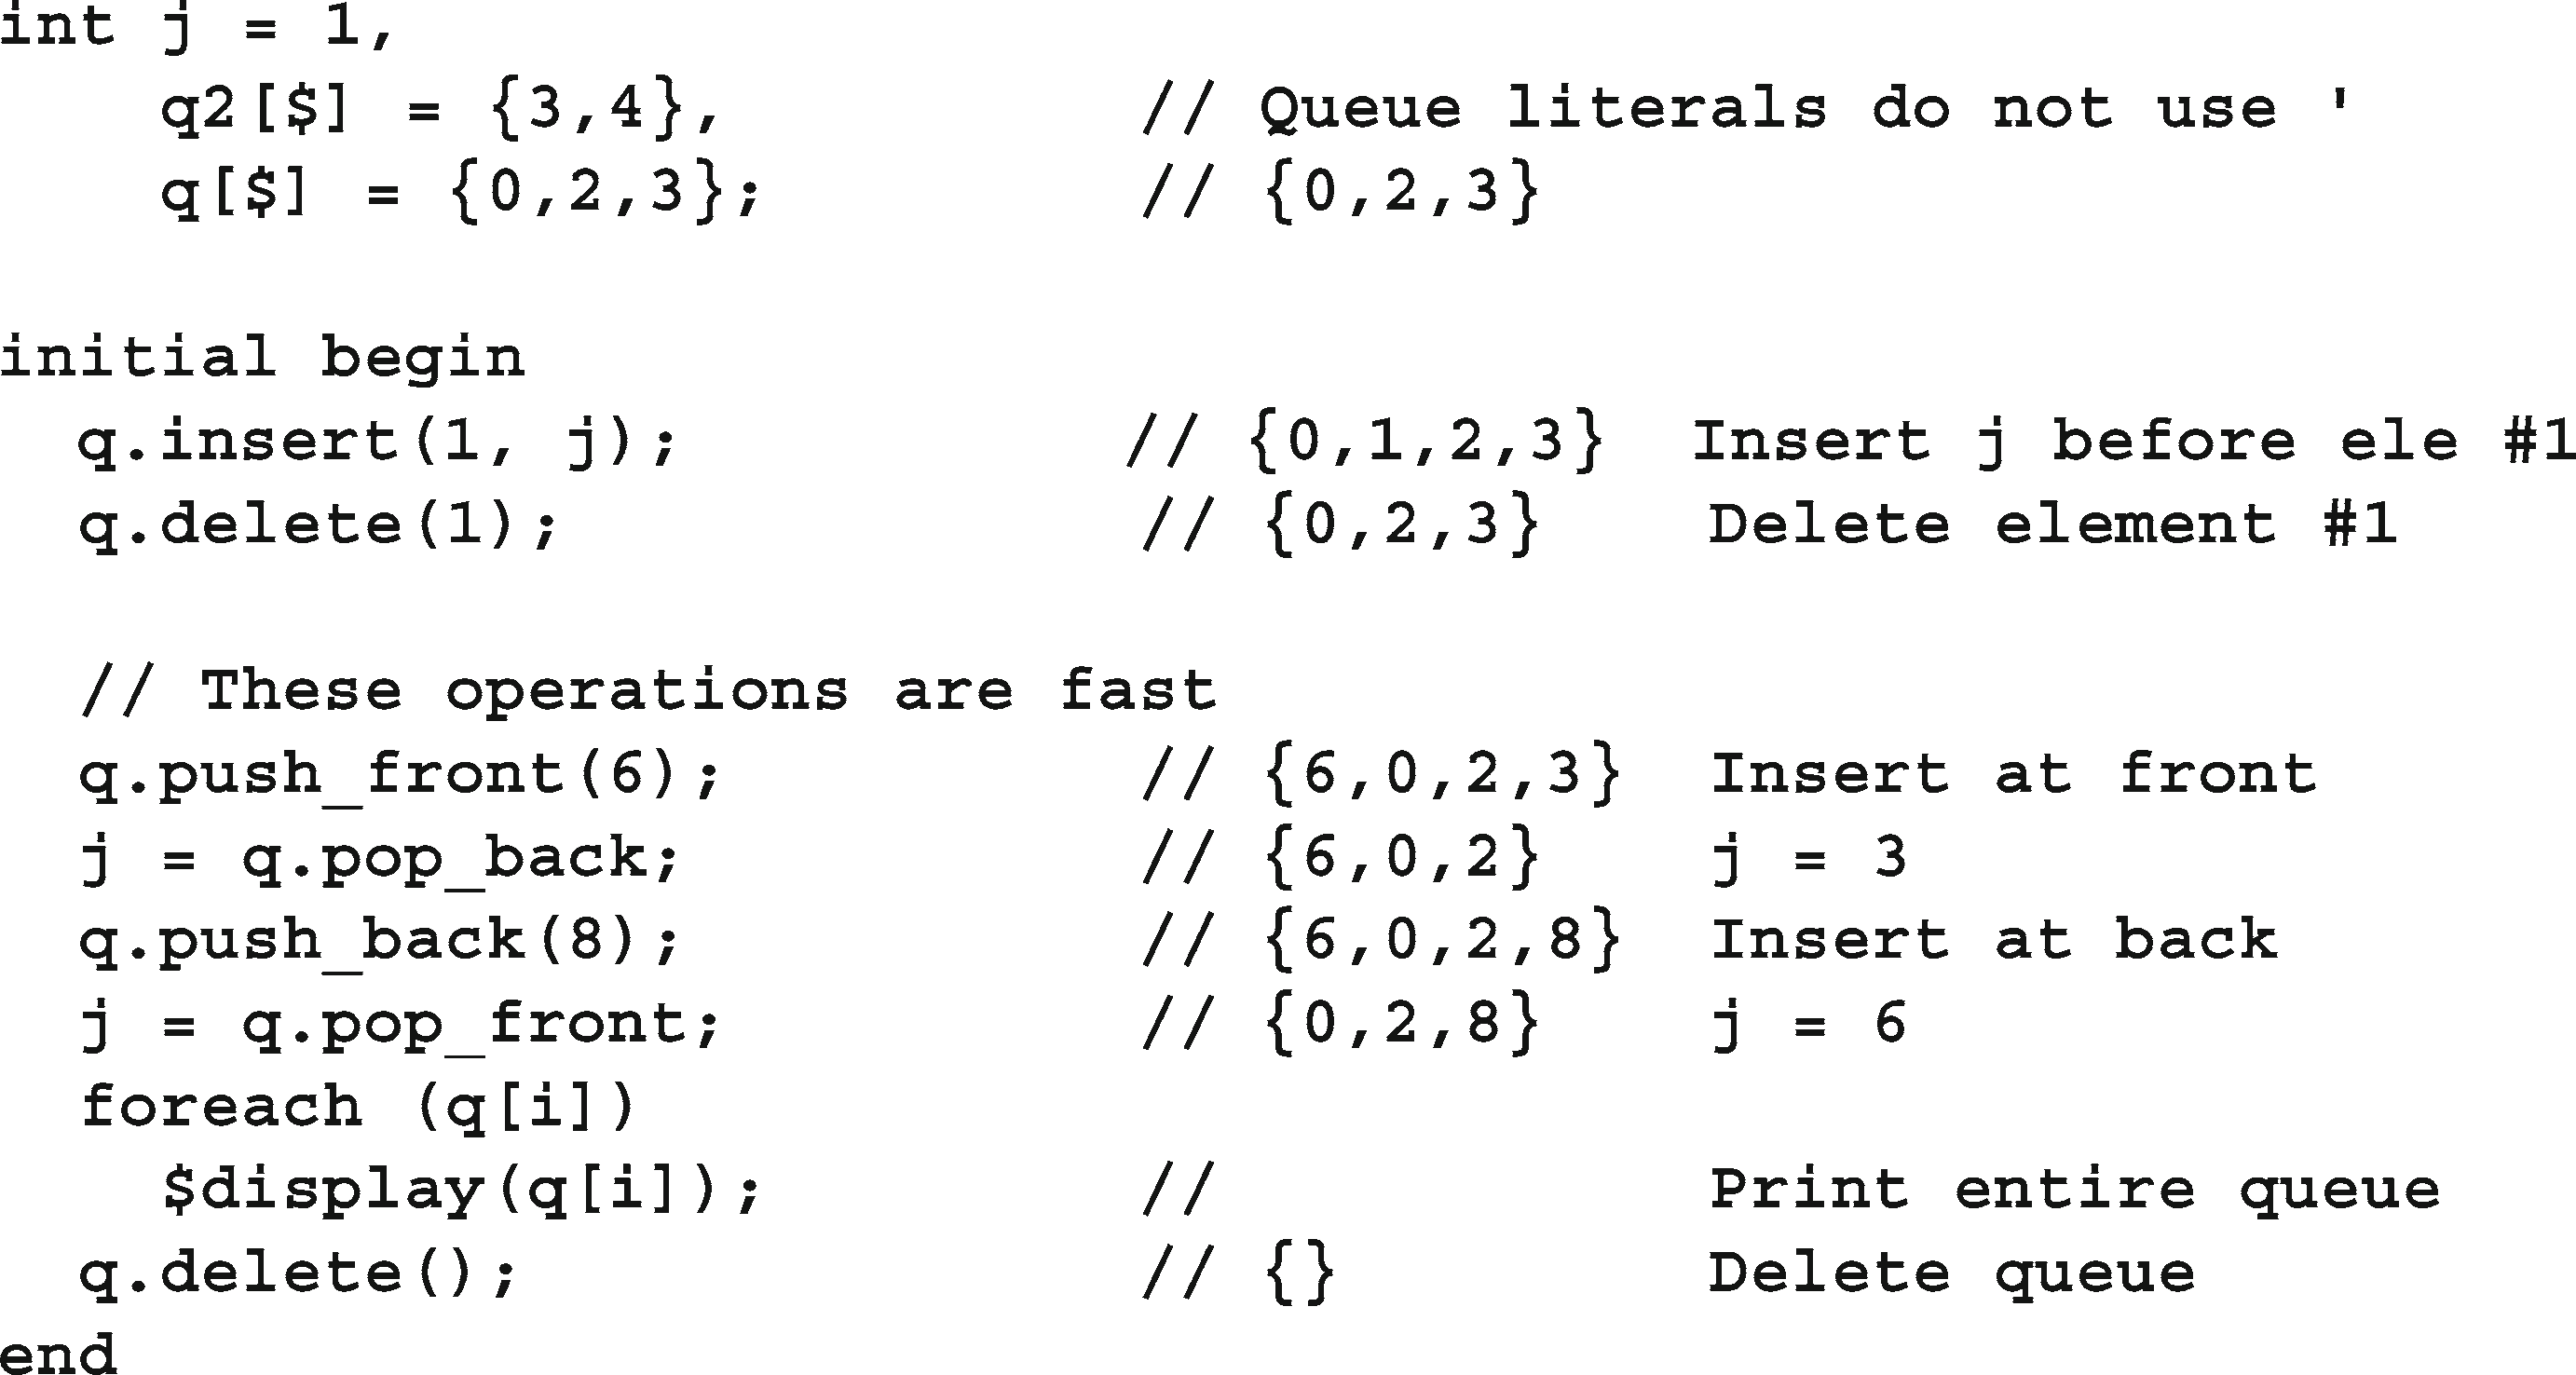 int j = 1,
    q2[$] = {3,4},          // Queue literals do not use '
    q[$] = {0,2,3};         // {0,2,3}

initial begin
  q.insert(1, j);           // {0,1,2,3}  Insert j before ele #1
  q.delete(1);              // {0,2,3}    Delete element #1

  // These operations are fast
  q.push_front(6);          // {6,0,2,3}  Insert at front
  j = q.pop_back;           // {6,0,2}    j = 3
  q.push_back(8);           // {6,0,2,8}  Insert at back
  j = q.pop_front;          // {0,2,8}    j = 6
  foreach (q[i])
    $display(q[i]);         //            Print entire queue
  q.delete();               // {}         Delete queue
end